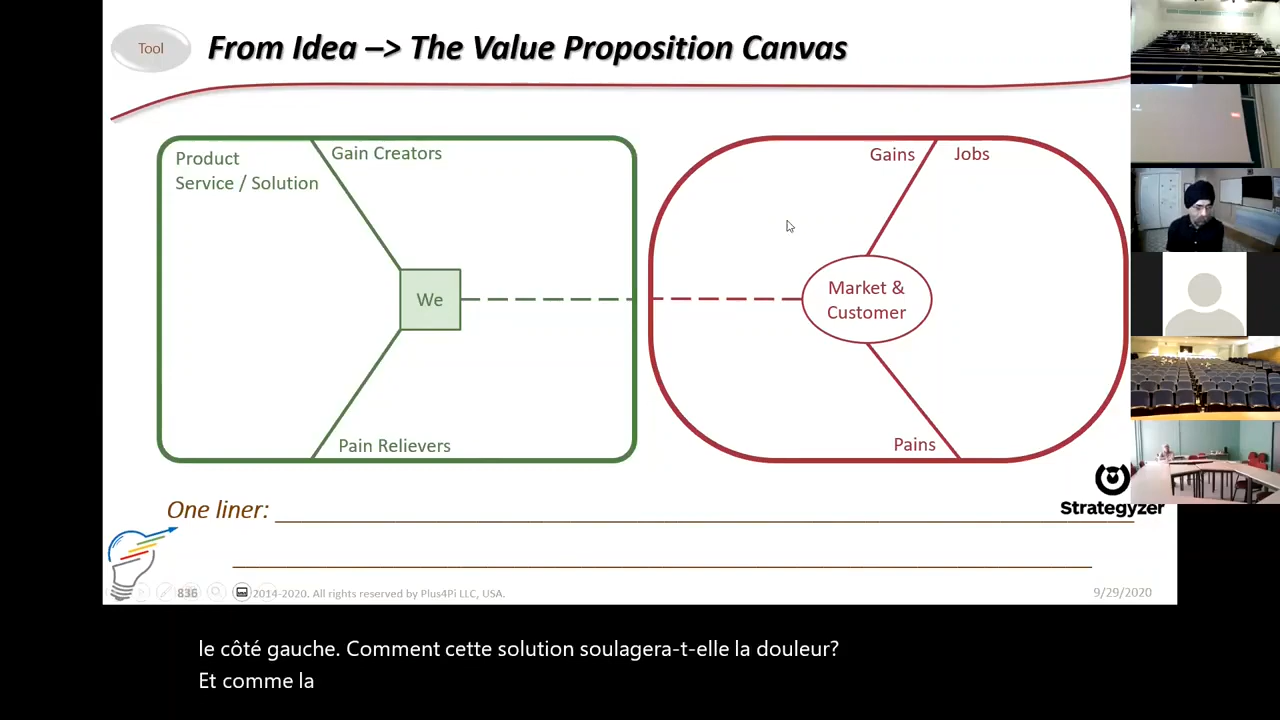 Tool
From Idea –> The Value Proposition Canvas
Product
Service / Solution
Gain Creators
We
Pain Relievers
Gains
Jobs
Market &
Customer
Pains
Strategyzer
One liner:
836
2014-2020. All rights reserved by Plus4Pi LLC, USA.
9/29/2020
le côté gauche. Comment cette solution soulagera-t-elle la douleur?
Et comme la